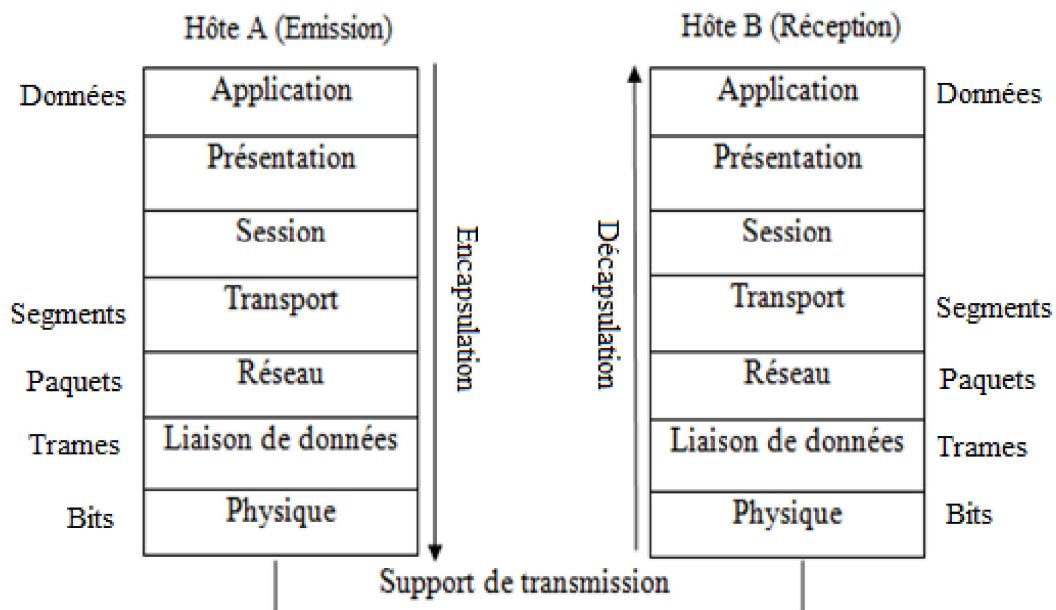 Hôte A (Emission)
Hôte B (Réception)
Données
Application
Application
Données
Présentation
Présentation
Session
Session
Encapsulation
Décapsulation
Segments
Transport
Transport
Segments
Paquets
Réseau
Réseau
Paquets
Trames
Liaison de données
Liaison de données
Trames
Bits
Physique
Physique
Bits
Support de transmission